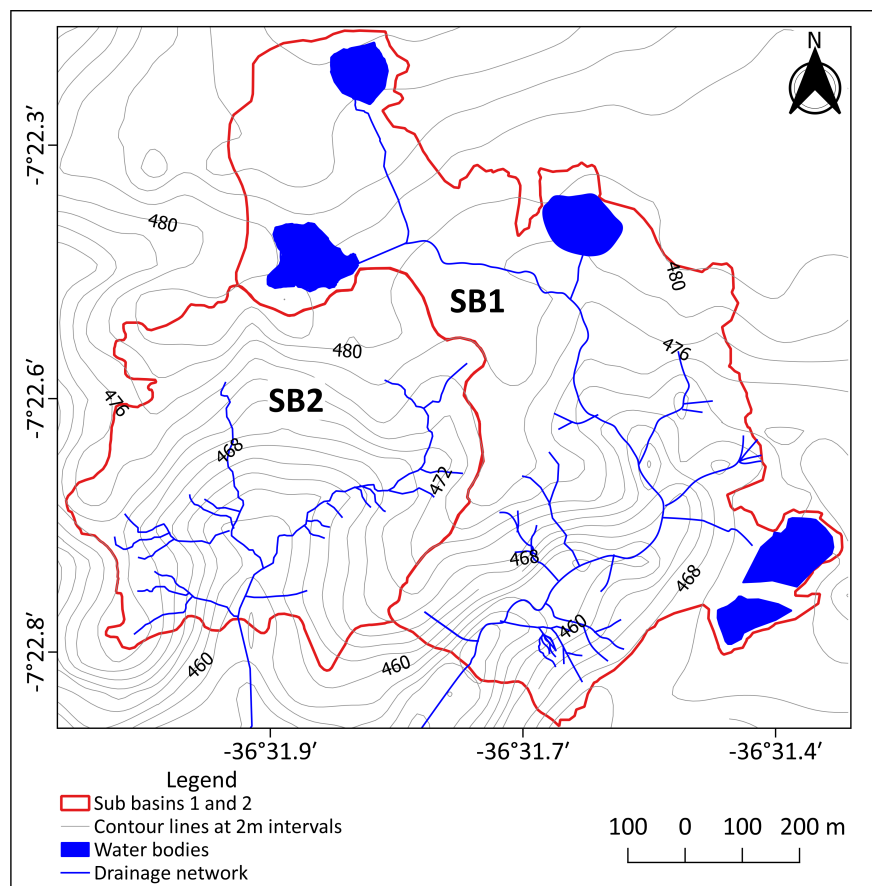 N
-7°22.3′
480
480
SB1
480
476
-7°22.6′
476
SB2
468
472
468
468
460
-7°22.8′
460
460
-36°31.9′
-36°31.7′
-36°31.4′
Legend
Sub basins 1 and 2
Contour lines at 2m intervals
Water bodies
Drainage network
100 0 100 200 m